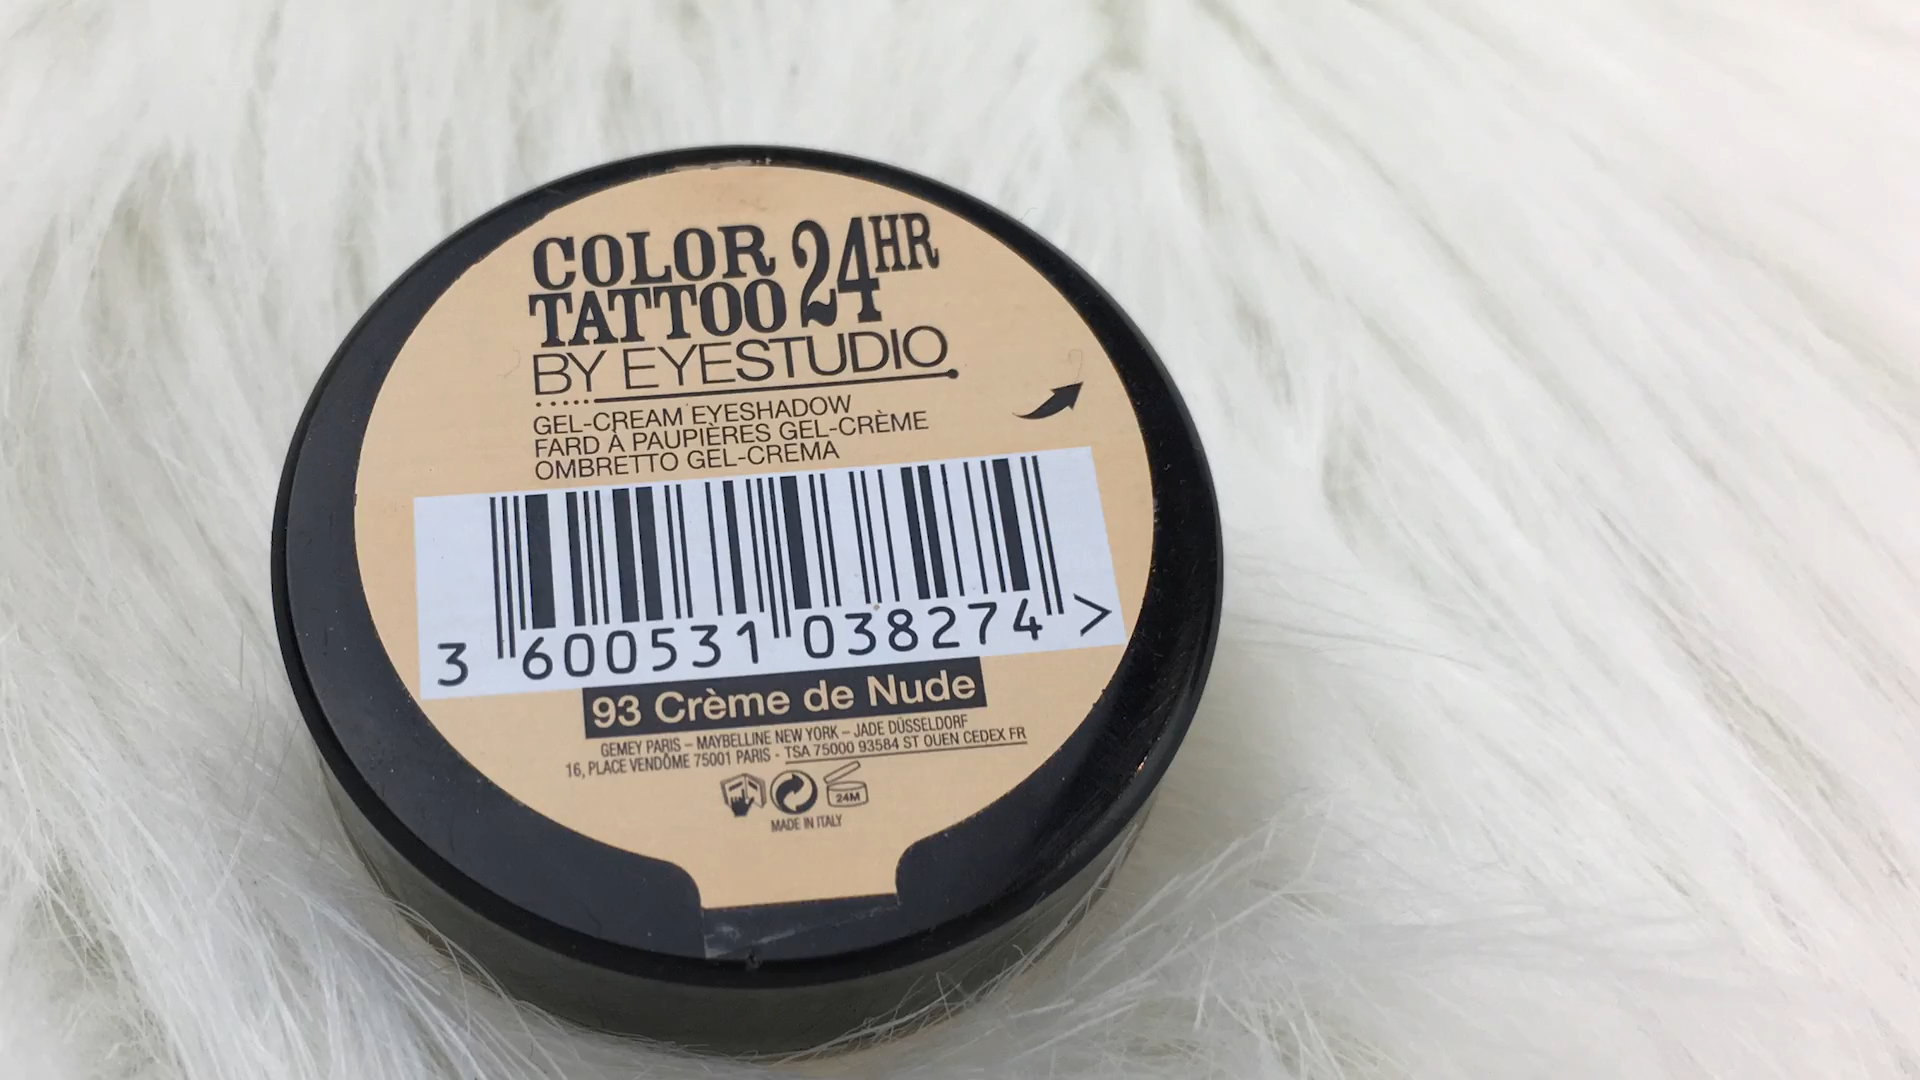 COLOR 24HR
TATTOO
BY EYESTUDIO
GEL-CREAM EYESHADOW
FARD À PAUPIÈRES GEL-CRÈME
OMBRETTO GEL-CREMA
3 600531 038274 >
93 Crème de Nude
GEMEY PARIS – MAYBELLINE NEW YORK – JADE DÜSSELDORF
16, PLACE VENDÔME 75001 PARIS - TSA 75000 93584 ST OUEN CEDEX FR
24M
MADE IN ITALY